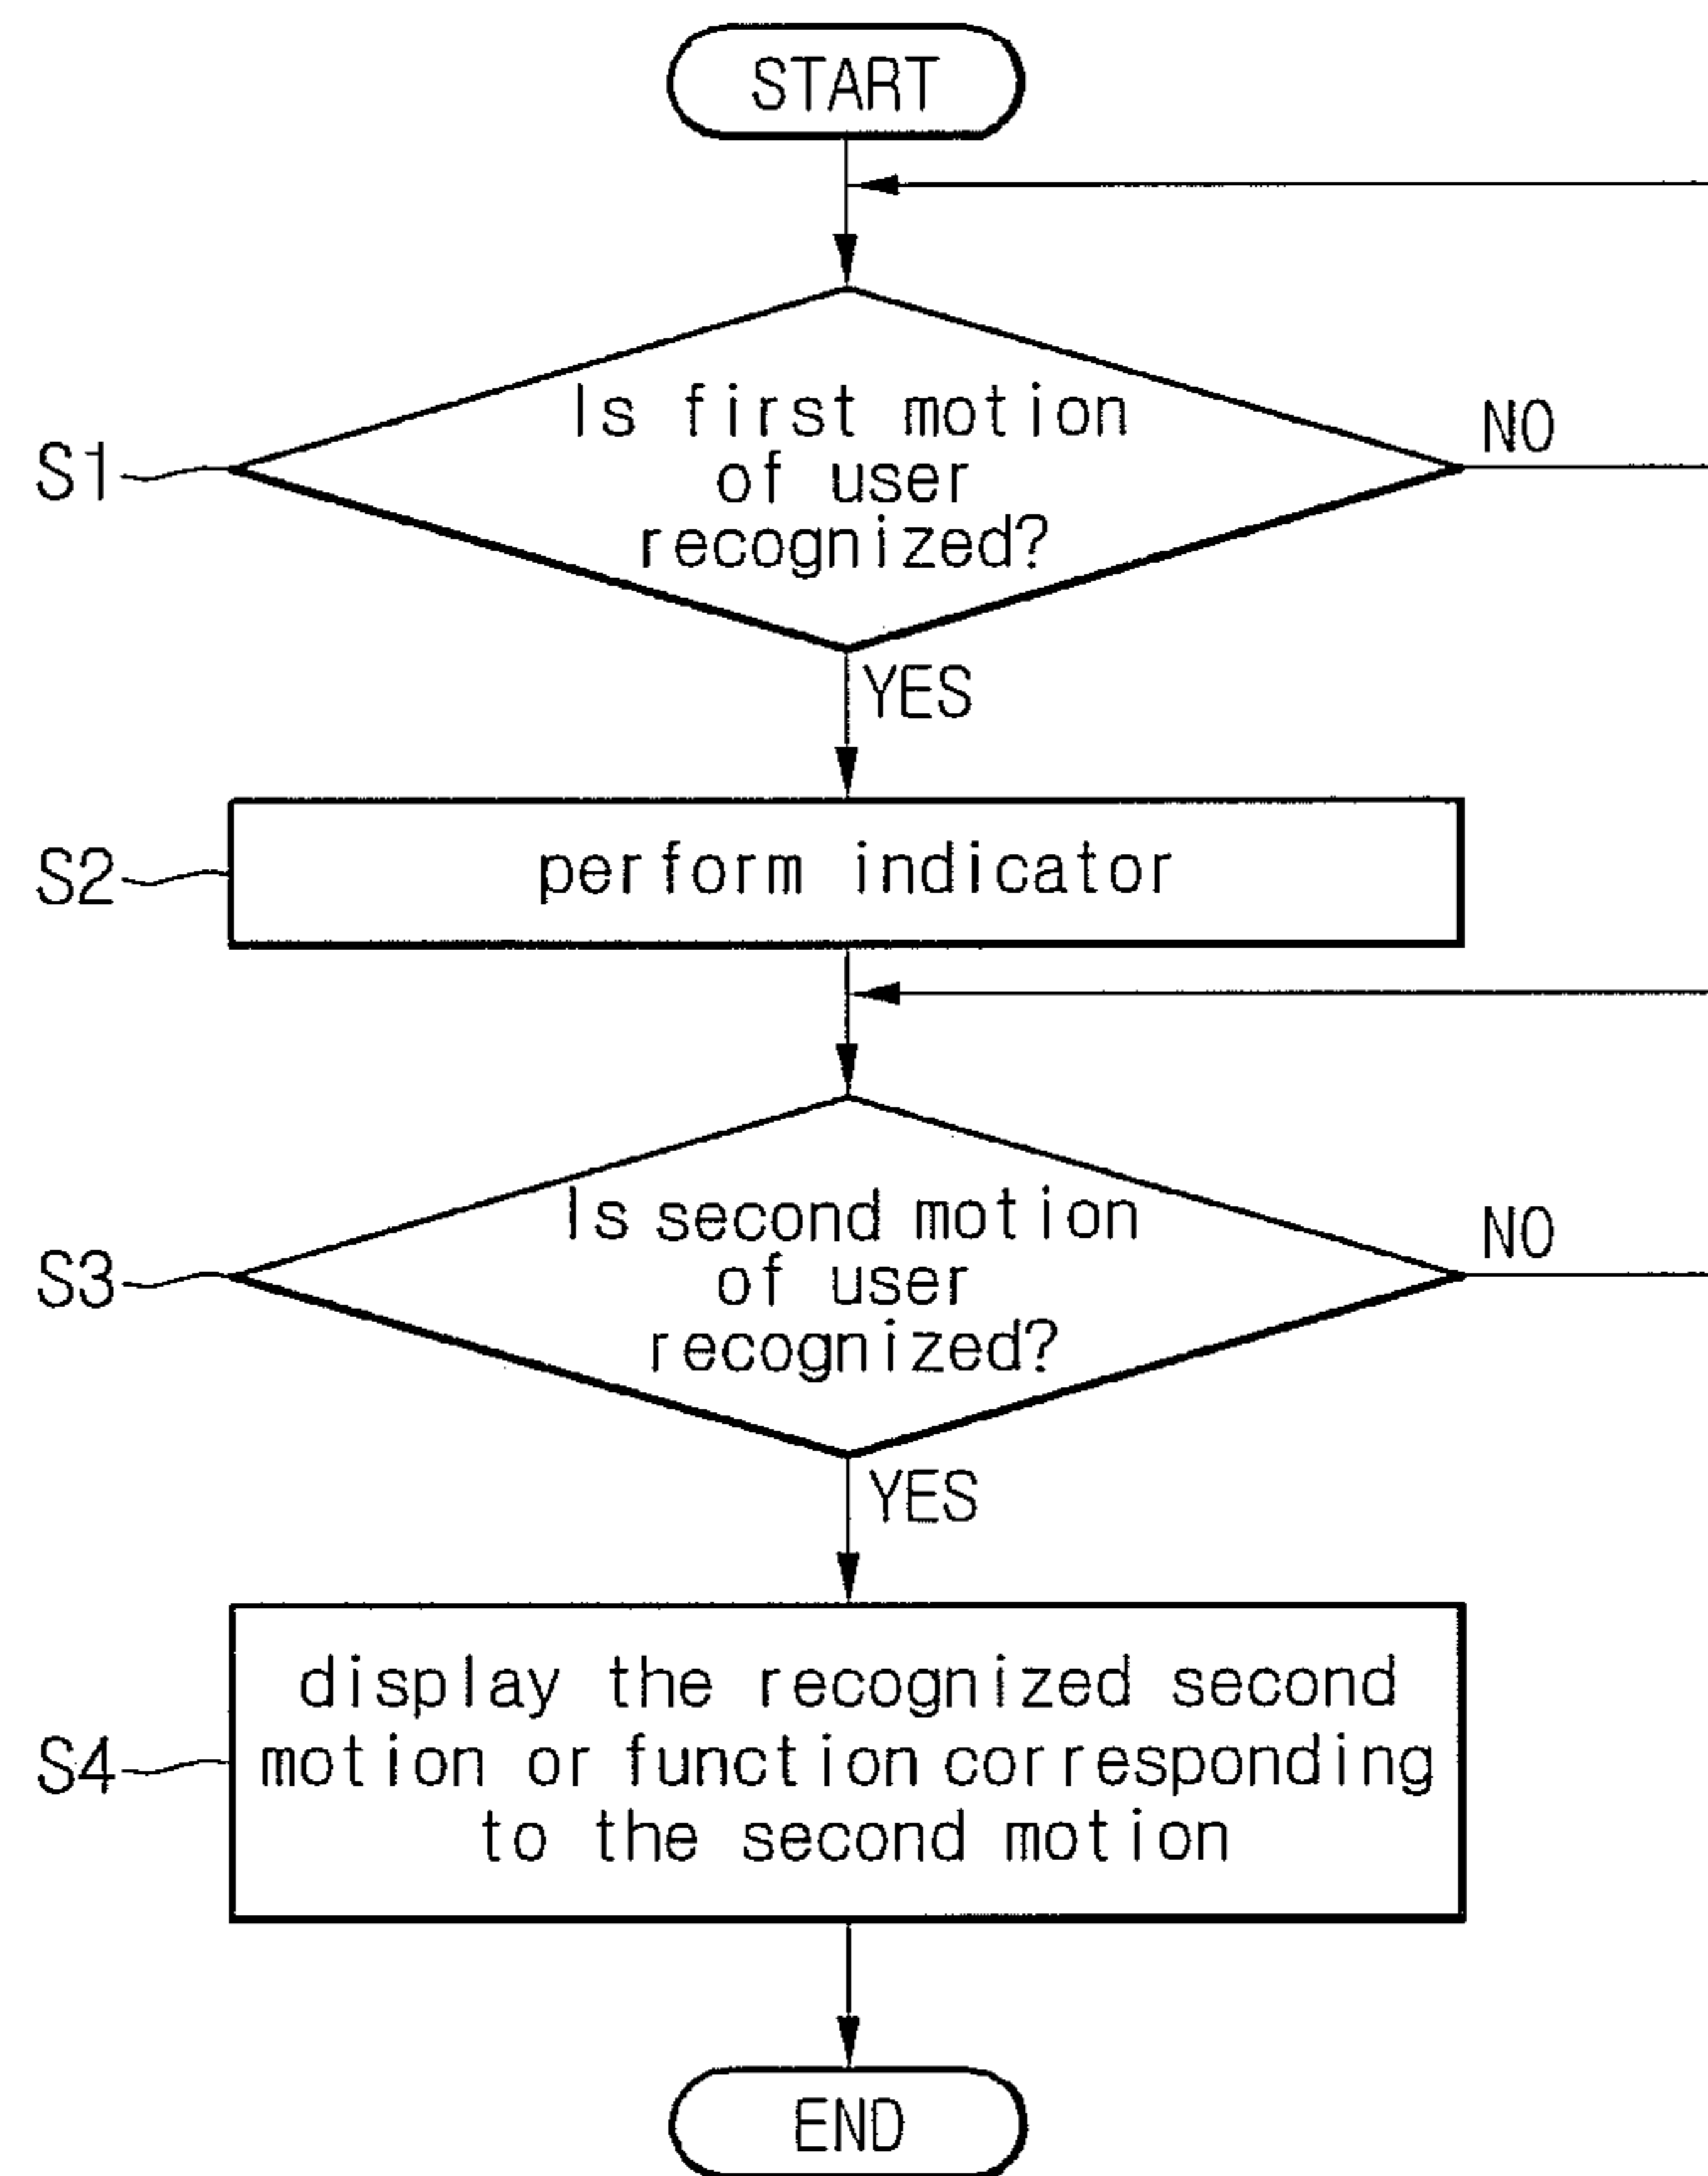 START
Is first motion
of user
recognized?
NO
S1
YES
S2
perform indicator
Is second motion
of user
recognized?
NO
S3
YES
display the recognized second
motion or function corresponding
to the second motion
S4
END